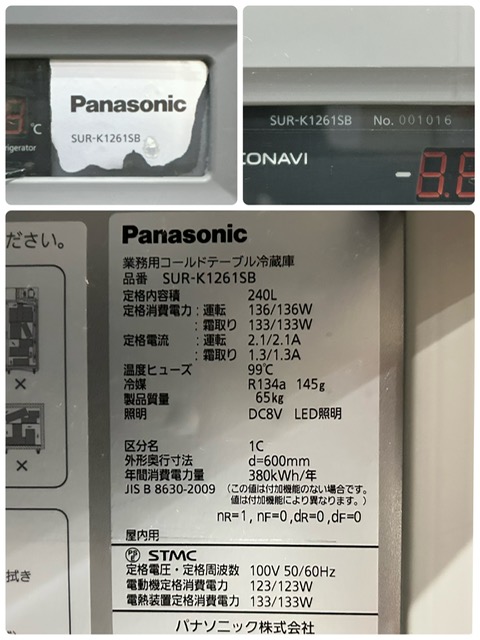 ℃
rigerator
Panasonic
SUR-K1261SB
SUR-K1261SB No. 001016
CONAVI
ださい。
×
×
拭き
Panasonic
業務用コールドテーブル冷蔵庫
品番 SUR-K1261SB
定格内容積 240L
定格消費電力：運転 136/136W
：霜取り 133/133W
定格電流：運転 2.1/2.1A
：霜取り 1.3/1.3A
温度ヒューズ 99℃
冷媒 R134a 145g
製品質量 65kg
照明 DC8V LED照明
区分名 1C
外形奥行寸法 d=600mm
年間消費電力量 380kWh/年
JIS B 8630-2009 （この値は付加機能のない場合です。この
値は付加機能により異なります。）
nR=1, nF=0,dR=0,dF=0
屋内用
STMC
定格電圧・定格周波数 100V 50/60Hz
電動機定格消費電力 123/123W
電熱装置定格消費電力 133/133W
パナソニック株式会社